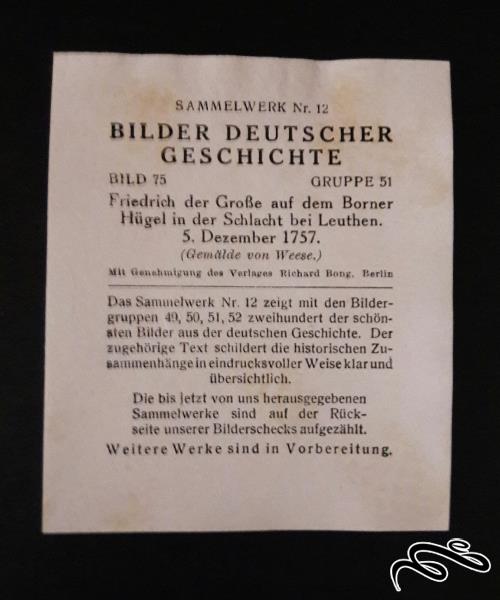 SAMMELWERK Nr. 12
BILDER DEUTSCHER
GESCHICHTE
BILD 75 GRUPPE 51
Friedrich der Große auf dem Borner
Hügel in der Schlacht bei Leuthen.
5. Dezember 1757.
(Gemälde von Weese.)
Mit Genehmigung des Verlages Richard Bong, Berlin
Das Sammelwerk Nr. 12 zeigt mit den Bilder-
gruppen 49, 50, 51, 52 zweihundert der schön-
sten Bilder aus der deutschen Geschichte. Der
zugehörige Text schildert die historischen Zu-
sammenhänge in eindrucksvoller Weise klar und
übersichtlich.
Die bis jetzt von uns herausgegebenen
Sammelwerke sind auf der Rück-
seite unserer Bilderschecks aufgezählt.
Weitere Werke sind in Vorbereitung.